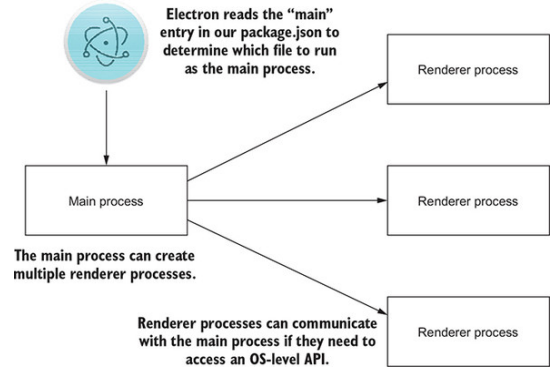 Electron reads the “main”
entry in our package.json to
determine which file to run
as the main process.
Renderer process
Main process
Renderer process
The main process can create
multiple renderer processes.
Renderer processes can communicate
with the main process if they need to
access an OS-level API.
Renderer process